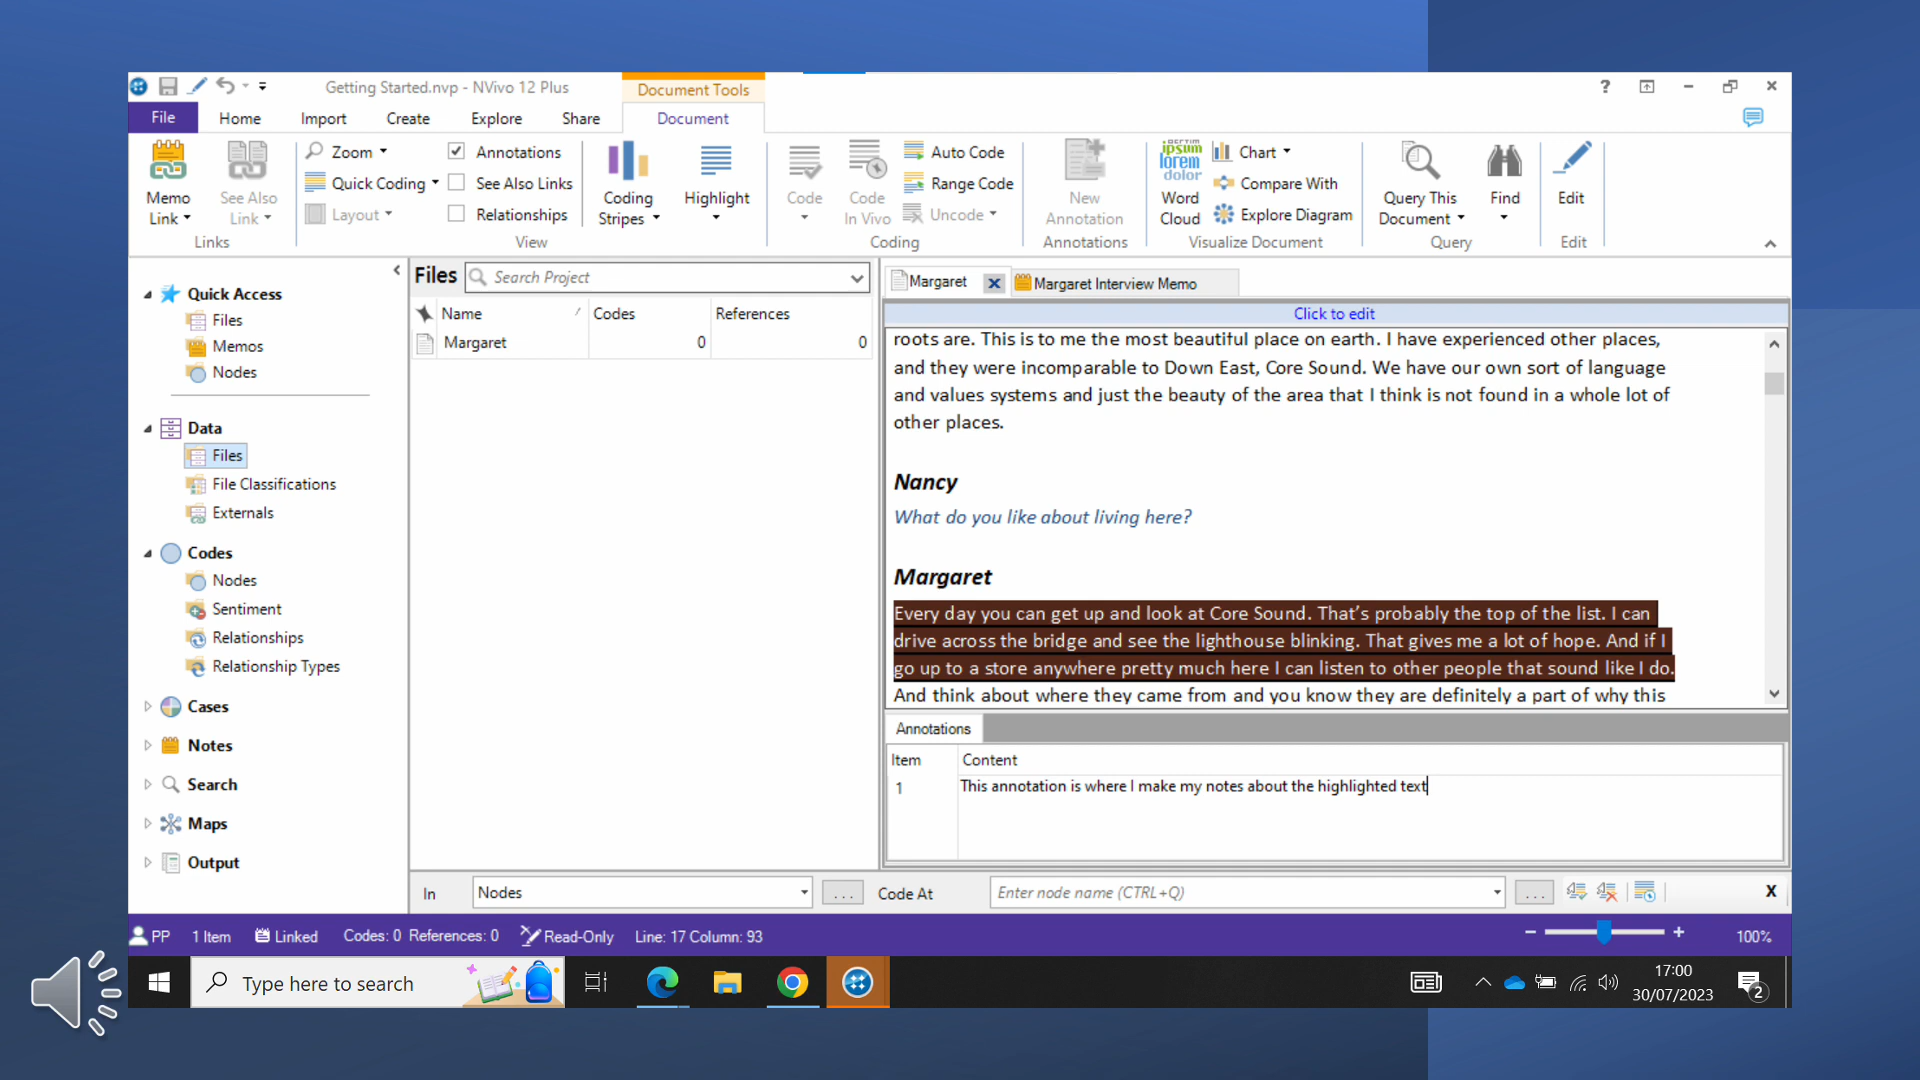 Getting Started.nvp - NVivo 12 Plus
Document Tools
?
File
Home
Import
Create
Explore
Share
Document
Memo
Link
See Also
Link
Links
Zoom
Quick Coding
Layout
Annotations
See Also Links
Relationships
View
Coding
Stripes
Highlight
Code
Code
In Vivo
Auto Code
Range Code
Uncode
Coding
New
Annotation
Annotations
ipsum
lorem
dolor
Word
Cloud
Chart
Compare With
Explore Diagram
Visualize Document
Query This
Document
Find
Query
Edit
Edit
Quick Access
Files
Memos
Nodes
Data
Files
File Classifications
Externals
Codes
Nodes
Sentiment
Relationships
Relationship Types
Cases
Notes
Search
Maps
Output
Files
Search Project
Name
Codes
References
Margaret
0
0
Margaret
Margaret Interview Memo
Click to edit
roots are. This is to me the most beautiful place on earth. I have experienced other places,
and they were incomparable to Down East, Core Sound. We have our own sort of language
and values systems and just the beauty of the area that I think is not found in a whole lot of
other places.
Nancy
What do you like about living here?
Margaret
Every day you can get up and look at Core Sound. That’s probably the top of the list. I can
drive across the bridge and see the lighthouse blinking. That gives me a lot of hope. And if I
go up to a store anywhere pretty much here I can listen to other people that sound like I do.
And think about where they came from and you know they are definitely a part of why this
Annotations
Item
Content
1
This annotation is where I make my notes about the highlighted text
In
Nodes
...
Code At
Enter node name (CTRL+Q)
...
X
PP
1 Item
Linked
Codes: 0 References: 0
Read-Only
Line: 17 Column: 93
100%
Type here to search
17:00
30/07/2023
2